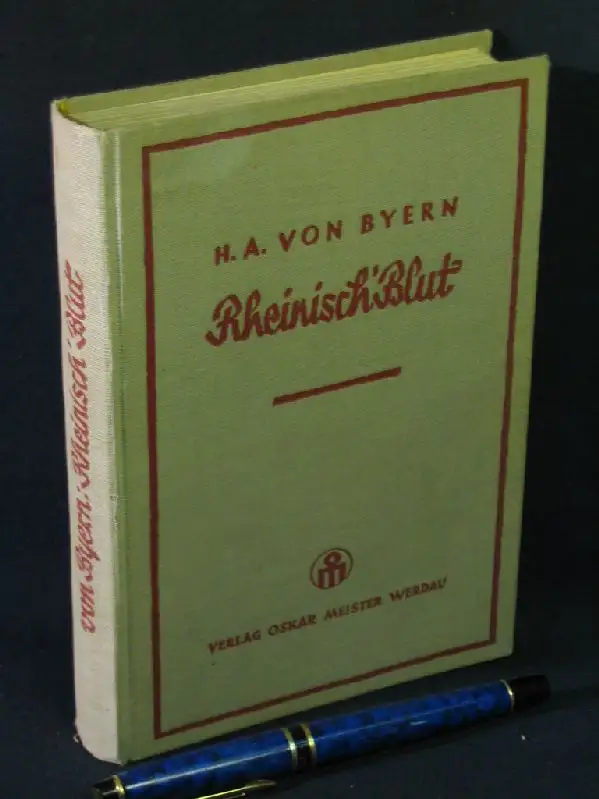 H. A. VON BYERN
Rheinisch' Blut
VERLAG OSKAR MEISTER WERDAU
von Byern: Rheinisch' Blut